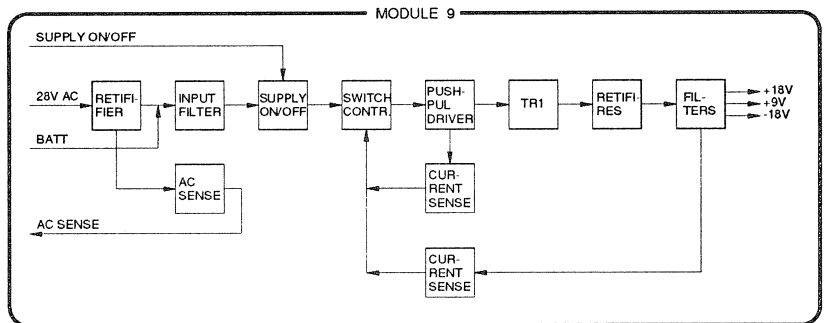 MODULE 9
SUPPLY ON/OFF
28V AC
RETIFI-
FIER
INPUT
FILTER
SUPPLY
ON/OFF
SWITCH
CONTR.
PUSH-
PUL
DRIVER
TR1
RETIFI-
RES
FIL-
TERS
+18V
+9V
-18V
BATT
AC
SENSE
CUR-
RENT
SENSE
AC SENSE
CUR-
RENT
SENSE